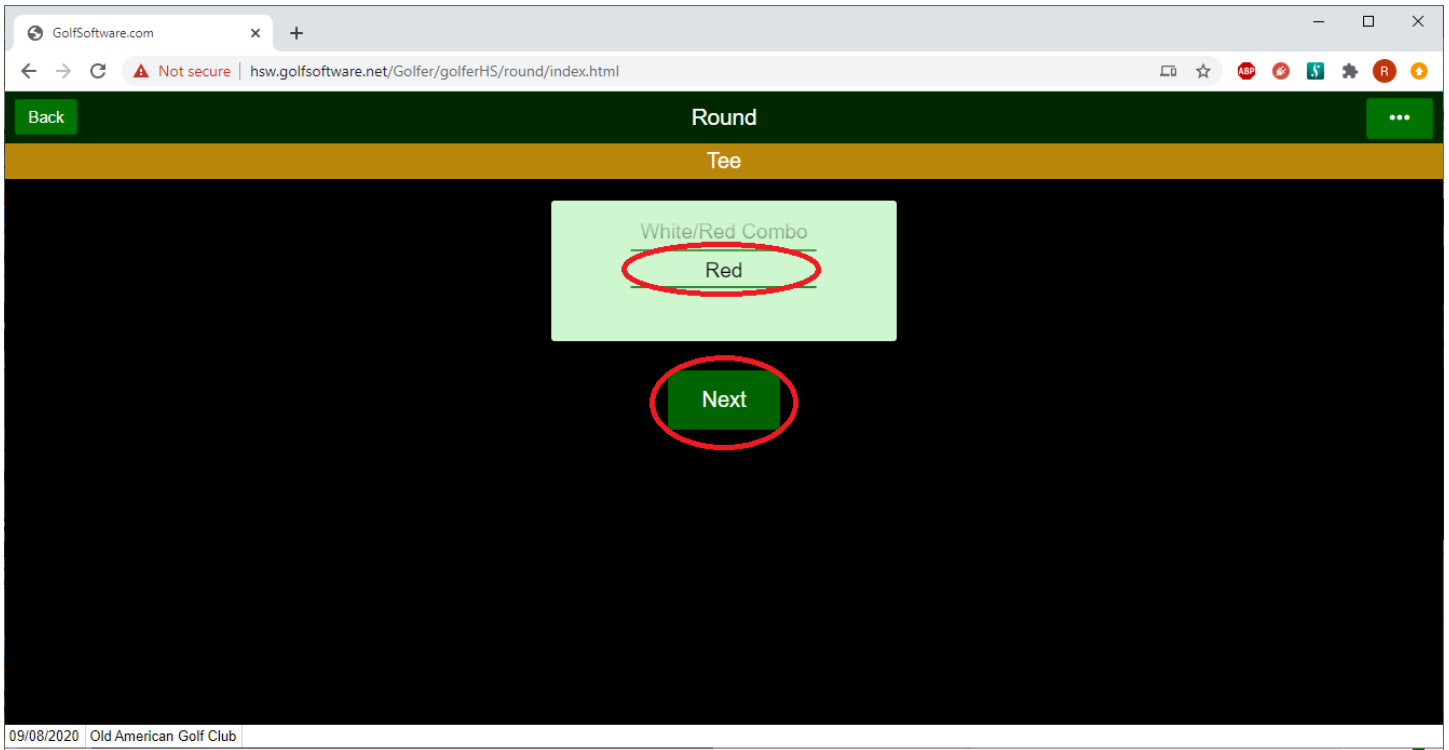 GolfSoftware.com
Not secure hsw.golfsoftware.net/Golfer/golferHS/round/index.html ABP S R
Back Round •••
Tee
White/Red Combo
Red
Next
09/08/2020 Old American Golf Club